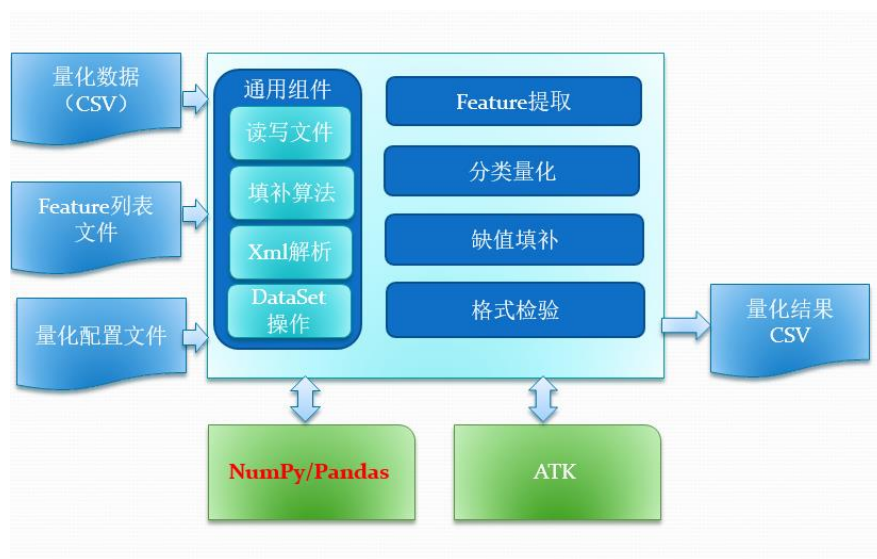 量化数据
（CSV）
Feature列表
文件
量化配置文件
通用组件
读写文件
填补算法
Xml解析
DataSet
操作
Feature提取
分类量化
缺值填补
格式检验
量化结果
CSV
NumPy/Pandas
ATK